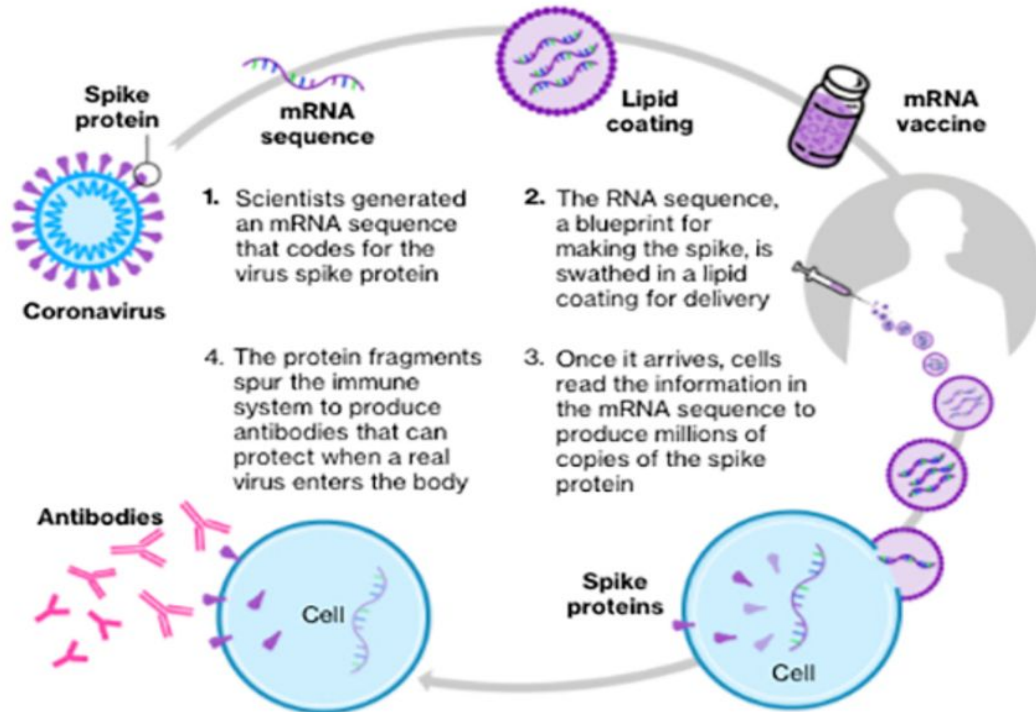 Spike
protein
mRNA
sequence
Lipid
coating
mRNA
vaccine
Coronavirus
1. Scientists generated
an mRNA sequence
that codes for the
virus spike protein
2. The RNA sequence,
a blueprint for
making the spike, is
swathed in a lipid
coating for delivery
3. Once it arrives, cells
read the information in
the mRNA sequence to
produce millions of
copies of the spike
protein
4. The protein fragments
spur the immune
system to produce
antibodies that can
protect when a real
virus enters the body
Antibodies
Cell
Spike
proteins
Cell